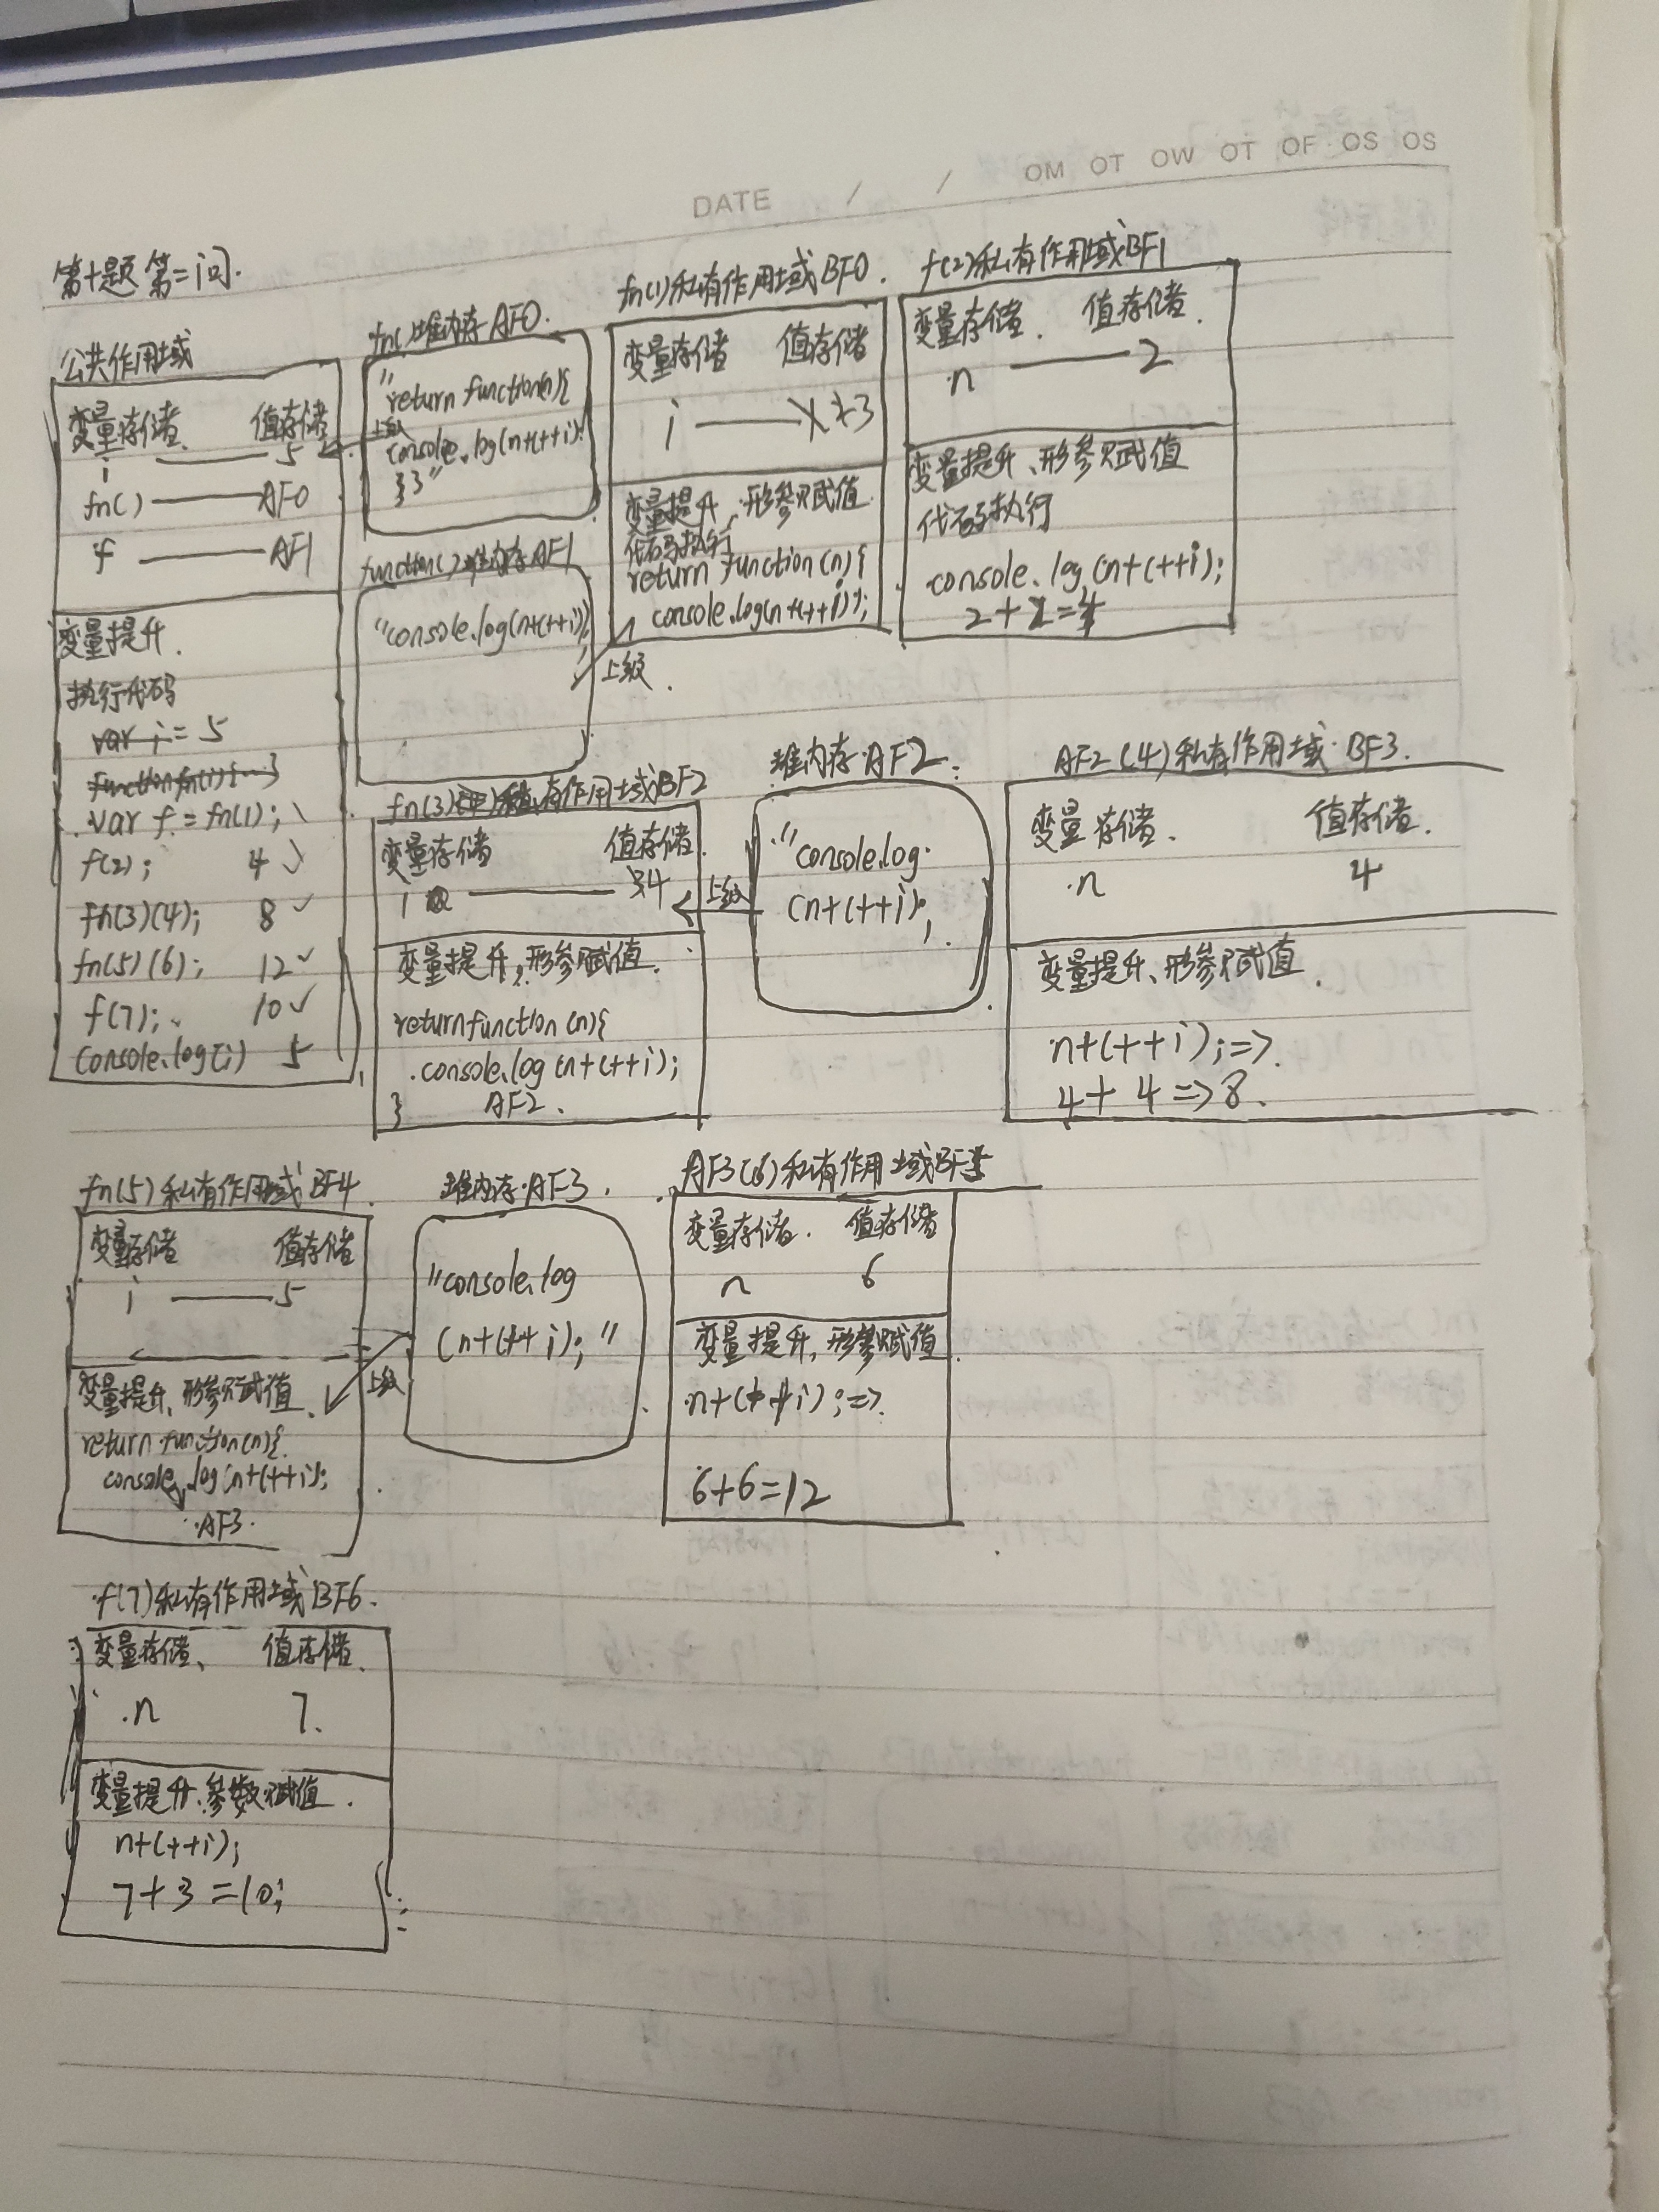 DATE / / OM OT OW OT OF OS OS
第十题第二问.
公共作用域
变量存储 值存储
i 5
fn() AF0
f AF1
变量提升.
执行代码
var i = 5
function fn(i){...}
var f = fn(1);
f(2); 4 ✓
fn(3)(4); 8 ✓
fn(5)(6); 12 ✓
f(7); 10 ✓
console.log(i) 5
fn()堆内存AF0.
"return function(n){
console.log(n+(++i);
}}"
上级
function()堆内存AF1
"console.log(n+(++i));
上级.
fn(1)私有作用域BF0.
变量存储 值存储
i 3
变量提升、形参赋值
代码执行
return function(n){
console.log(n+(++i));
f(2)私有作用域BF1
变量存储. 值存储.
n 2
变量提升、形参赋值
代码执行
console.log(n+(++i);
2+2=4
fn(3)私有作用域BF2
变量存储 值存储.
i 4
变量提升,形参赋值.
return function(n){
console.log(n+(++i);
} AF2.
上级
堆内存AF2.
"console.log.
(n+(++i);
AF2(4)私有作用域BF3.
变量存储. 值存储.
n 4
变量提升、形参赋值.
n+(++i);=>.
4+4=>8.
fn(5)私有作用域BF4.
变量存储 值存储
i 5
变量提升、形参赋值.
return function(n){
console.log(n+(++i);
AF3.
上级
堆内存AF3.
"console.log
(n+(++i);"
AF3(6)私有作用域BF5
变量存储. 值存储
n 6
变量提升,形参赋值.
n+(++i);=>.
6+6=12
f(7)私有作用域BF6.
变量存储、 值存储.
n 7.
变量提升、参数赋值.
n+(++i);
7+3=10;